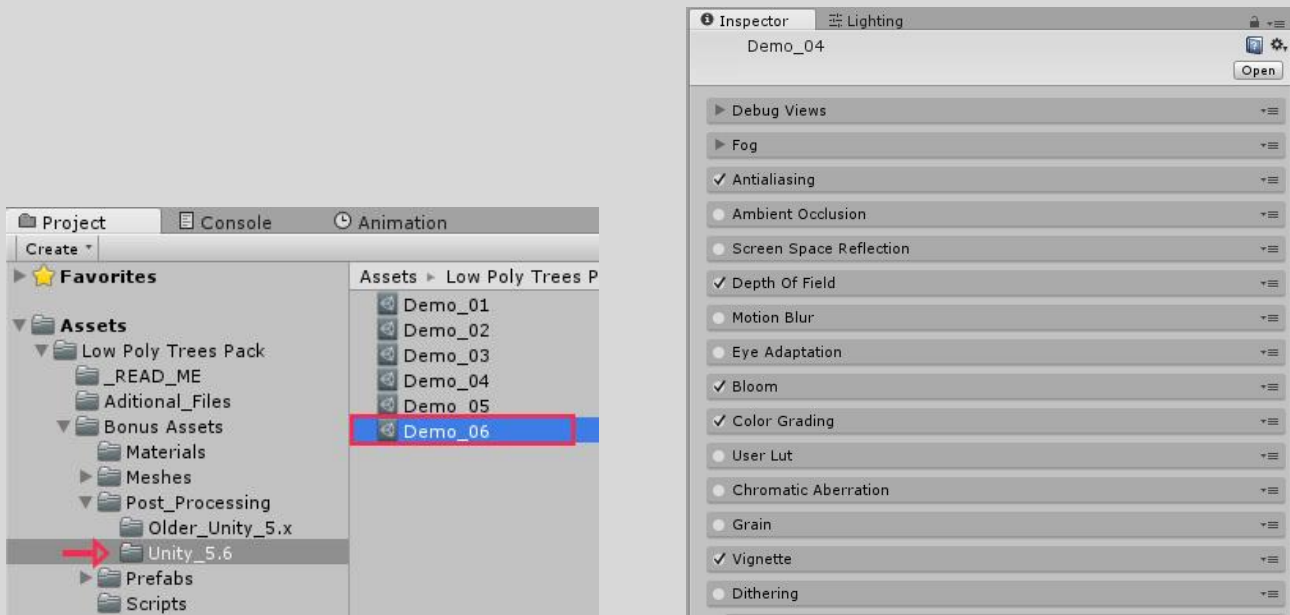 Project
Console
Animation
Create
Favorites
Assets
Low Poly Trees Pack
_READ_ME
Aditional_Files
Bonus Assets
Materials
Meshes
Post_Processing
Older_Unity_5.x
Unity_5.6
Prefabs
Scripts
Assets ▸ Low Poly Trees P
Demo_01
Demo_02
Demo_03
Demo_04
Demo_05
Demo_06
Inspector
Lighting
Demo_04
Open
Debug Views
Fog
Antialiasing
Ambient Occlusion
Screen Space Reflection
Depth Of Field
Motion Blur
Eye Adaptation
Bloom
Color Grading
User Lut
Chromatic Aberration
Grain
Vignette
Dithering